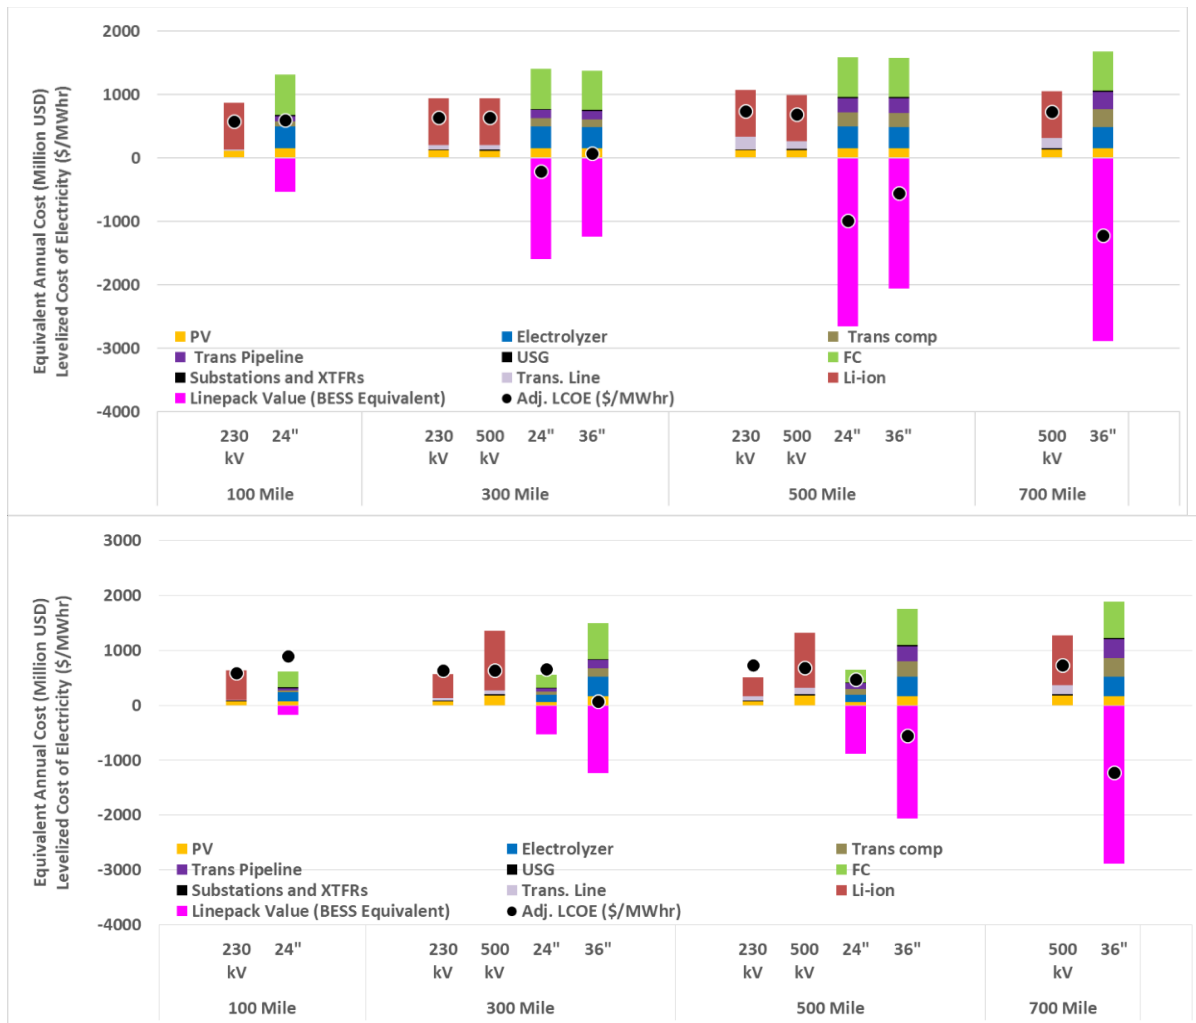 Equivalent Annual Cost (Million USD)
Levelized Cost of Electricity ($/MWhr)
2000
1000
0
-1000
-2000
-3000
-4000
PV
Electrolyzer
Trans comp
Trans Pipeline
USG
FC
Substations and XTFRs
Trans. Line
Li-ion
Linepack Value (BESS Equivalent)
Adj. LCOE ($/MWhr)
230 kV
24"
230 kV
500 kV
24"
36"
230 kV
500 kV
24"
36"
500 kV
36"
100 Mile
300 Mile
500 Mile
700 Mile
Equivalent Annual Cost (Million USD)
Levelized Cost of Electricity ($/MWhr)
3000
2000
1000
0
-1000
-2000
-3000
-4000
PV
Electrolyzer
Trans comp
Trans Pipeline
USG
FC
Substations and XTFRs
Trans. Line
Li-ion
Linepack Value (BESS Equivalent)
Adj. LCOE ($/MWhr)
230 kV
24"
230 kV
500 kV
24"
36"
230 kV
500 kV
24"
36"
500 kV
36"
100 Mile
300 Mile
500 Mile
700 Mile